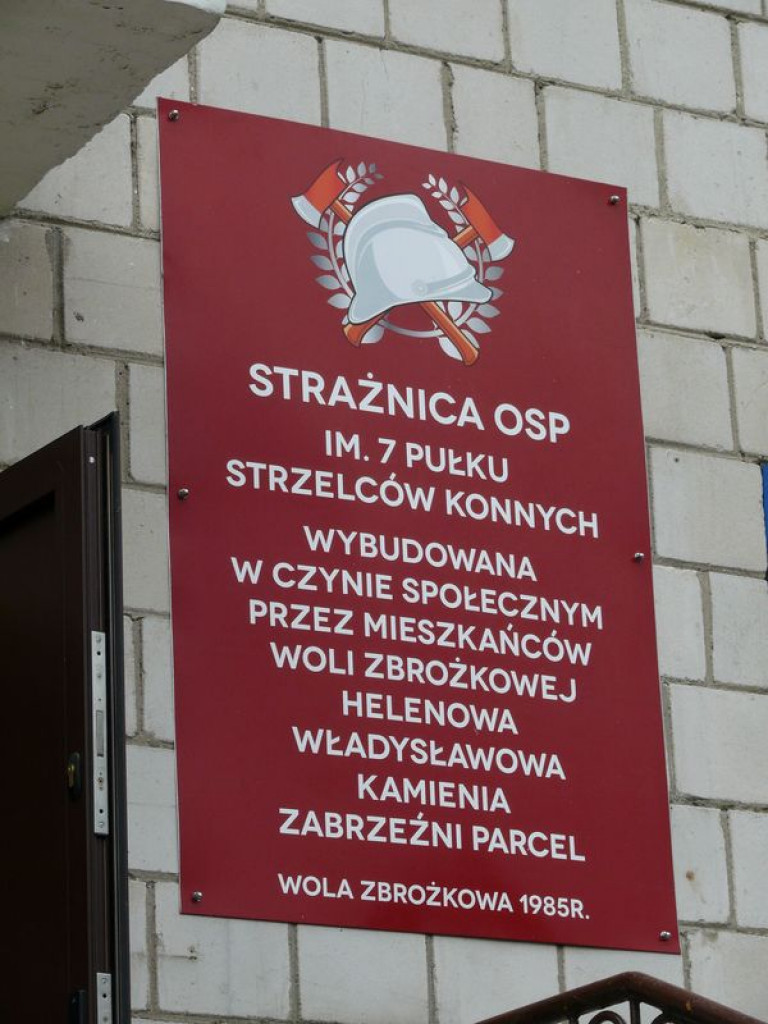 STRAŻNICA OSP
IM. 7 PUŁKU
STRZELCÓW KONNYCH
WYBUDOWANA
W CZYNIE SPOŁECZNYM
PRZEZ MIESZKAŃCÓW
WOLI ZBROŻKOWEJ
HELENOWA
WŁADYSŁAWOWA
KAMIENIA
ZABRZEŹNI PARCEL
WOLA ZBROŻKOWA 1985R.